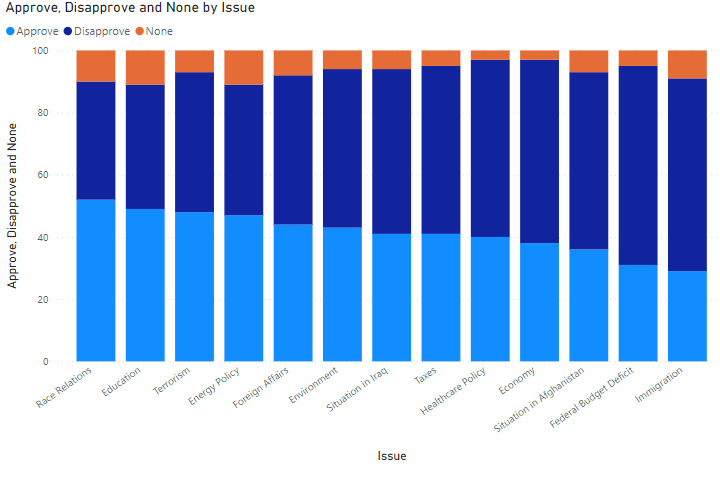 Approve, Disapprove and None by Issue
Approve Disapprove None
Approve, Disapprove and None
100
80
60
40
20
0
Race Relations
Education
Terrorism
Energy Policy
Foreign Affairs
Environment
Situation in Iraq
Taxes
Healthcare Policy
Economy
Situation in Afghanistan
Federal Budget Deficit
Immigration
Issue